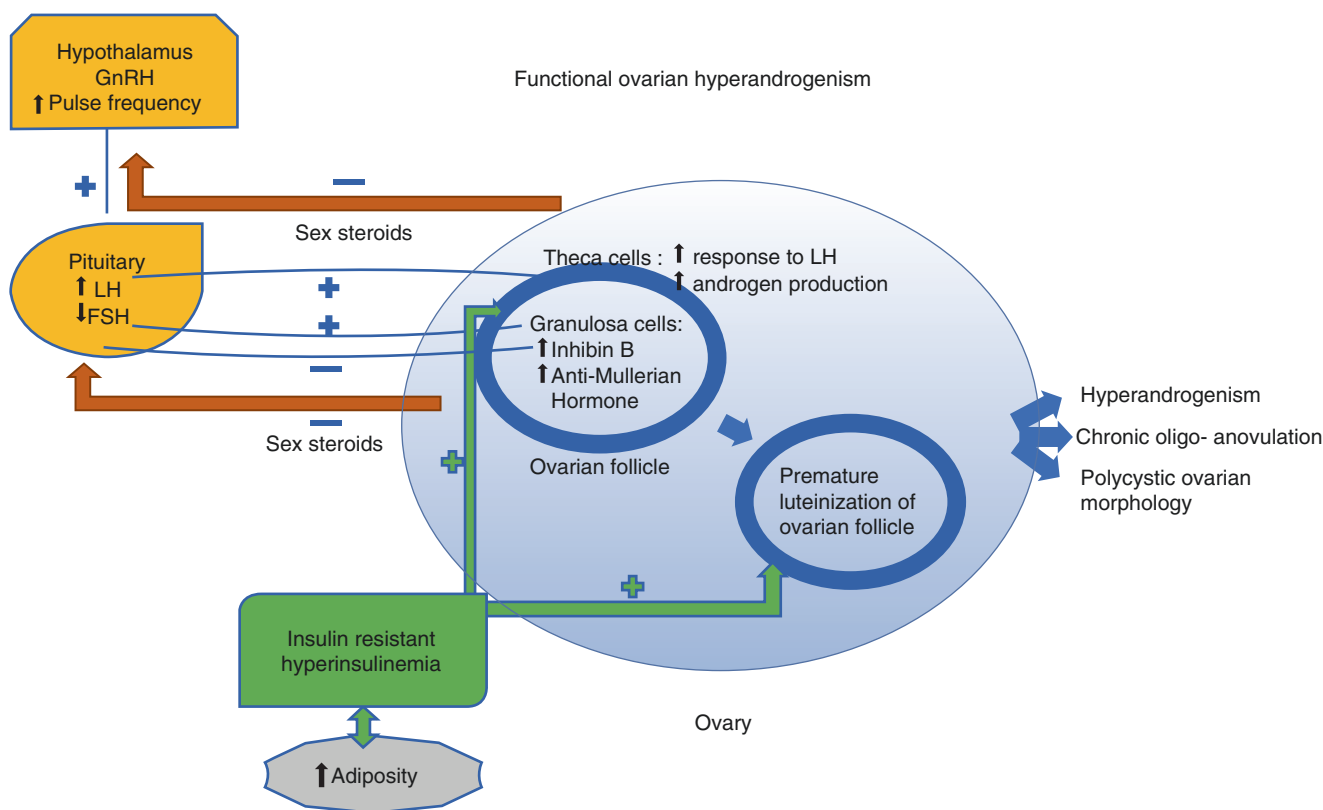 Hypothalamus
GnRH
↑ Pulse frequency
Functional ovarian hyperandrogenism
+
−
Sex steroids
Pituitary
↑ LH
↓FSH
+
+
−
−
Sex steroids
Theca cells : ↑ response to LH
↑ androgen production
Granulosa cells:
↑ Inhibin B
↑ Anti-Mullerian
Hormone
Ovarian follicle
+
Premature
luteinization of
ovarian follicle
+
Hyperandrogenism
Chronic oligo- anovulation
Polycystic ovarian
morphology
Insulin resistant
hyperinsulinemia
Ovary
↑ Adiposity